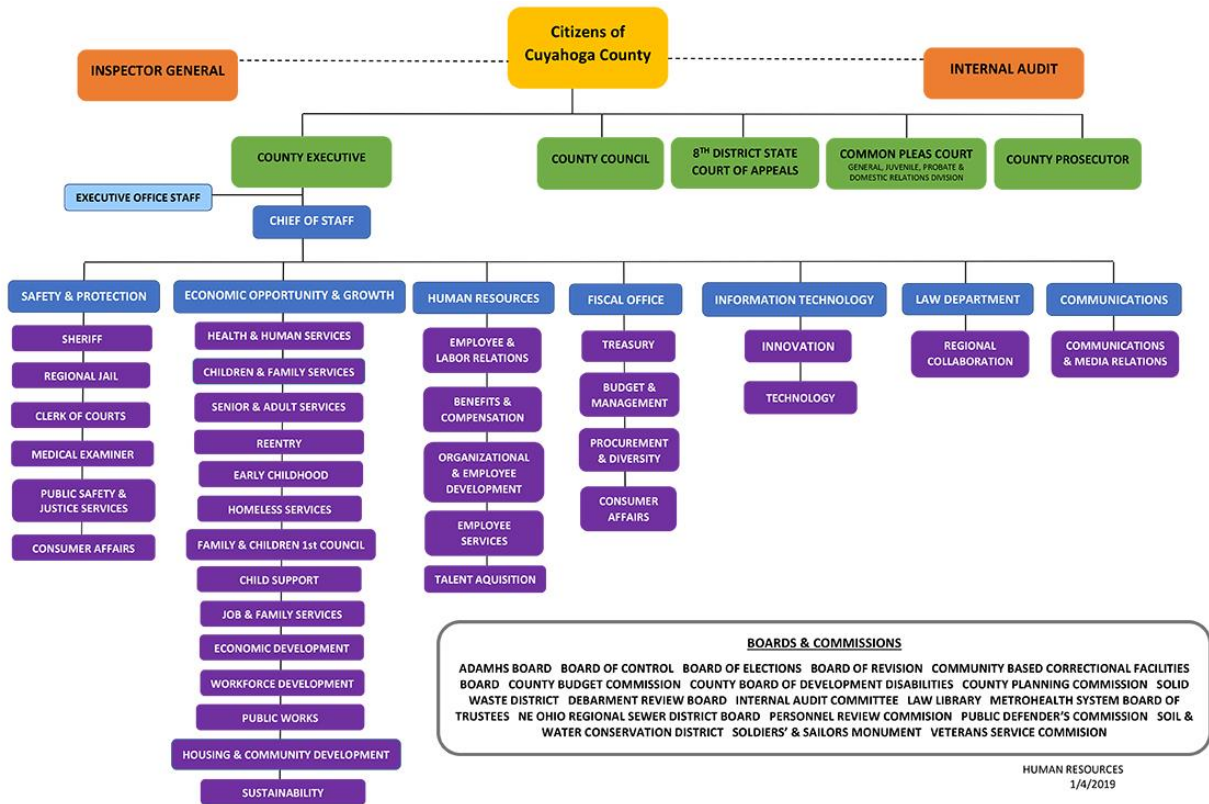 Citizens of
Cuyahoga County
INSPECTOR GENERAL
INTERNAL AUDIT
COUNTY EXECUTIVE
COUNTY COUNCIL
8TH DISTRICT STATE
COURT OF APPEALS
COMMON PLEAS COURT
GENERAL, JUVENILE, PROBATE &
DOMESTIC RELATIONS DIVISION
COUNTY PROSECUTOR
EXECUTIVE OFFICE STAFF
CHIEF OF STAFF
SAFETY & PROTECTION
SHERIFF
REGIONAL JAIL
CLERK OF COURTS
MEDICAL EXAMINER
PUBLIC SAFETY &
JUSTICE SERVICES
CONSUMER AFFAIRS
ECONOMIC OPPORTUNITY & GROWTH
HEALTH & HUMAN SERVICES
CHILDREN & FAMILY SERVICES
SENIOR & ADULT SERVICES
REENTRY
EARLY CHILDHOOD
HOMELESS SERVICES
FAMILY & CHILDREN 1st COUNCIL
CHILD SUPPORT
JOB & FAMILY SERVICES
ECONOMIC DEVELOPMENT
WORKFORCE DEVELOPMENT
PUBLIC WORKS
HOUSING & COMMUNITY DEVELOPMENT
SUSTAINABILITY
HUMAN RESOURCES
EMPLOYEE &
LABOR RELATIONS
BENEFITS &
COMPENSATION
ORGANIZATIONAL
& EMPLOYEE
DEVELOPMENT
EMPLOYEE
SERVICES
TALENT AQUISITION
FISCAL OFFICE
TREASURY
BUDGET &
MANAGEMENT
PROCUREMENT
& DIVERSITY
CONSUMER
AFFAIRS
INFORMATION TECHNOLOGY
INNOVATION
TECHNOLOGY
LAW DEPARTMENT
REGIONAL
COLLABORATION
COMMUNICATIONS
COMMUNICATIONS
& MEDIA RELATIONS
BOARDS & COMMISSIONS
ADAMHS BOARD BOARD OF CONTROL BOARD OF ELECTIONS BOARD OF REVISION COMMUNITY BASED CORRECTIONAL FACILITIES
BOARD COUNTY BUDGET COMMISSION COUNTY BOARD OF DEVELOPMENT DISABILITIES COUNTY PLANNING COMMISSION SOLID
WASTE DISTRICT DEBARMENT REVIEW BOARD INTERNAL AUDIT COMMITTEE LAW LIBRARY METROHEALTH SYSTEM BOARD OF
TRUSTEES NE OHIO REGIONAL SEWER DISTRICT BOARD PERSONNEL REVIEW COMMISION PUBLIC DEFENDER'S COMMISSION SOIL &
WATER CONSERVATION DISTRICT SOLDIERS' & SAILORS MONUMENT VETERANS SERVICE COMMISION
HUMAN RESOURCES
1/4/2019